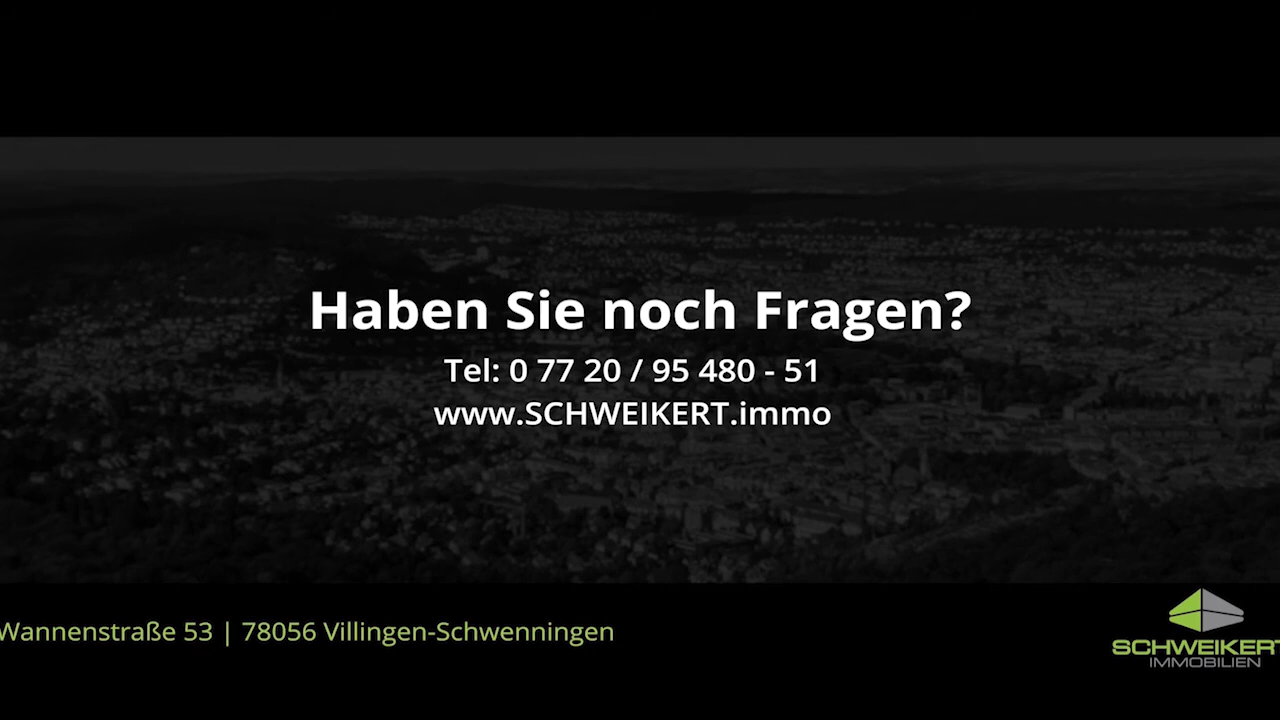 Haben Sie noch Fragen?
Tel: 0 77 20 / 95 480 - 51
www.SCHWEIKERT.immo
Wannenstraße 53 | 78056 Villingen-Schwenningen
SCHWEIKERT
IMMOBILIEN